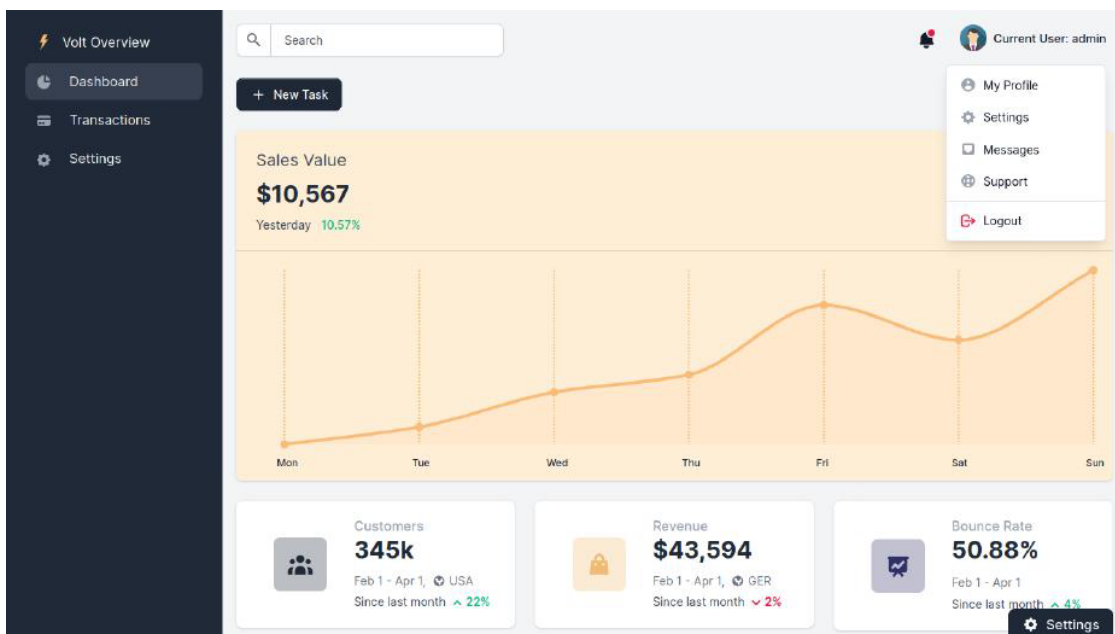 Volt Overview
Dashboard
Transactions
Settings
Search
Current User: admin
+ New Task
My Profile
Settings
Messages
Support
Logout
Sales Value
$10,567
Yesterday 10.57%
Mon Tue Wed Thu Fri Sat Sun
Customers
345k
Feb 1 - Apr 1, USA
Since last month 22%
Revenue
$43,594
Feb 1 - Apr 1, GER
Since last month 2%
Bounce Rate
50.88%
Feb 1 - Apr 1
Since last month 4%
Settings